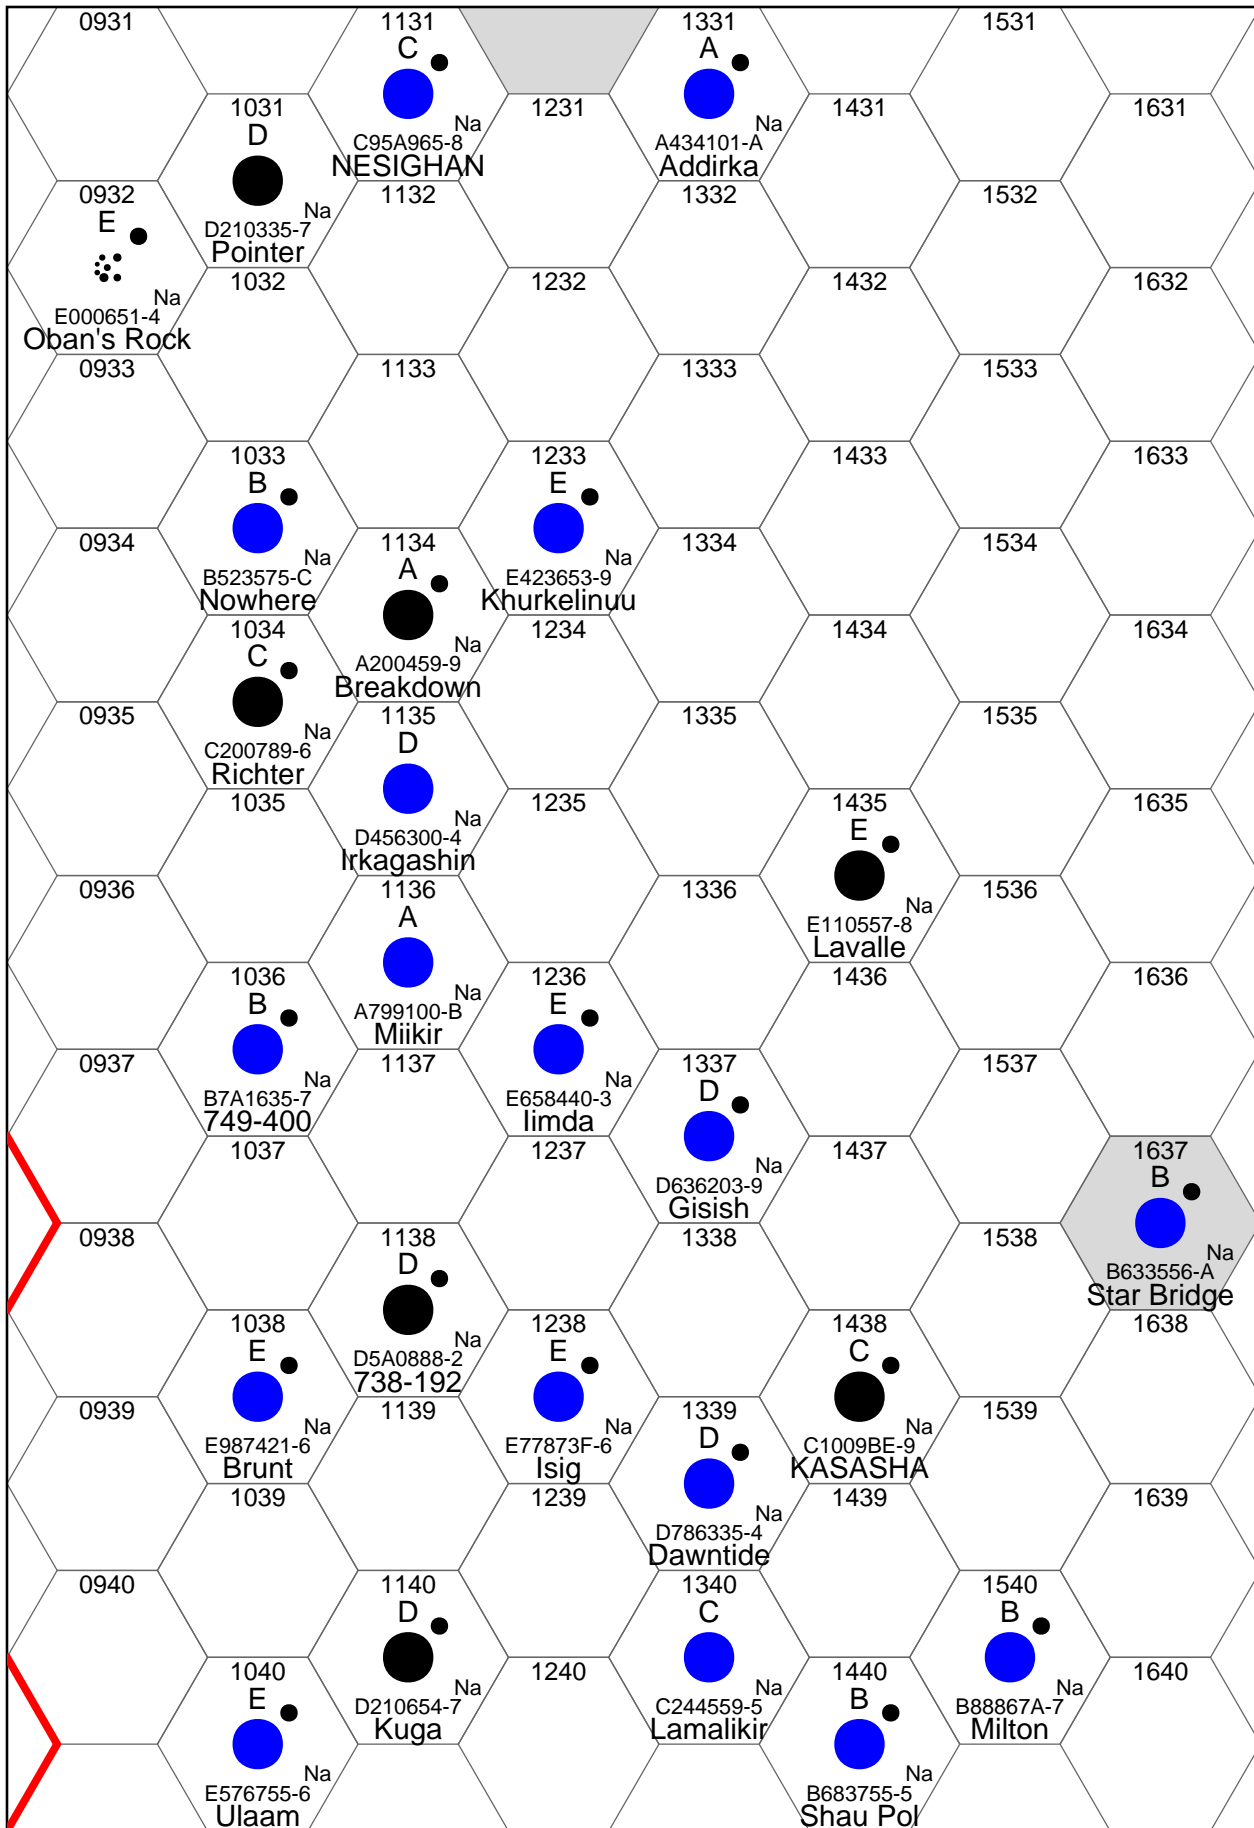 0931
1131
1331
1531
C
A
1031
1231
1431
1631
D
Na
Na
C95A965-8
A434101-A
NESIGHAN
Addirka
0932
1132
1332
1532
E
Na
D210335-7
Pointer
1032
1232
1432
1632
Na
E000651-4
Oban's Rock
0933
1133
1333
1533
1033
1233
1433
1633
B
E
0934
1134
1334
1534
Na
A
Na
B523575-C
E423653-9
Nowhere
Khurkelinuu
1034
1234
1434
1634
C
Na
A200459-9
Breakdown
0935
1135
1335
1535
Na
D
C200789-6
Richter
1035
1235
1435
1635
E
Na
D456300-4
Irkagashin
0936
1136
1336
1536
A
Na
E110557-8
Lavalle
1036
1236
1436
1636
B
E
Na
A799100-B
Miikir
0937
1137
1337
1537
Na
Na
D
B7A1635-7
E658440-3
749-400
Iimda
1037
1237
1437
1637
Na
B
D636203-9
Gisish
0938
1138
1338
1538
D
Na
B633556-A
Star Bridge
1038
1238
1438
1638
E
E
C
Na
D5A0888-2
738-192
0939
1139
1339
1539
Na
Na
D
Na
E987421-6
E77873F-6
C1009BE-9
Brunt
Isig
KASASHA
1039
1239
1439
1639
Na
D786335-4
Dawntide
0940
1140
1340
1540
D
C
B
1040
1240
1440
1640
E
Na
Na
B
Na
D210654-7
C244559-5
B88867A-7
Kuga
Lamalikir
Milton
Na
Na
E576755-6
B683755-5
Ulaam
Shau Pol